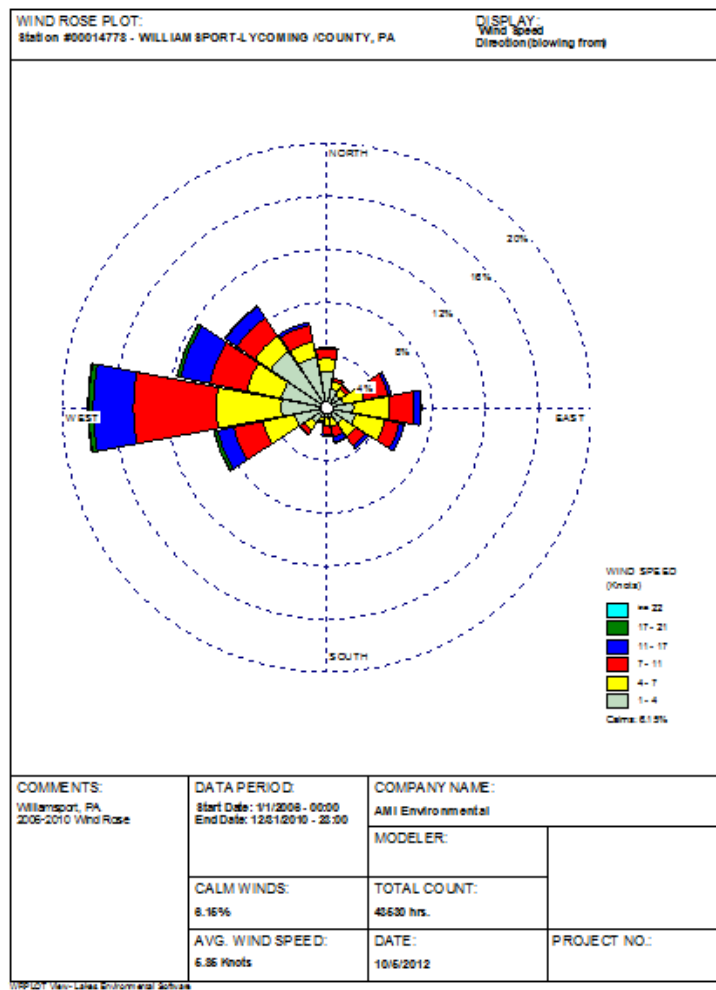 WIND ROSE PLOT:
Station #00014778 - WILLIAMSPORT-LYCOMING /COUNTY, PA
DISPLAY:
Wind Speed
Direction (blowing from)
NORTH
20%
16%
12%
8%
4%
WEST
EAST
SOUTH
WIND SPEED
(Knots)
>= 22
17 - 21
11 - 17
7 - 11
4 - 7
1 - 4
Calms: 6.15%
COMMENTS:
Williamsport, PA
2006-2010 Wind Rose
DATA PERIOD:
Start Date: 1/1/2006 - 00:00
End Date: 12/31/2010 - 23:00
COMPANY NAME:
AMI Environmental
MODELER:
CALM WINDS:
6.15%
TOTAL COUNT:
43530 hrs.
AVG. WIND SPEED:
5.85 Knots
DATE:
10/5/2012
PROJECT NO.:
WRPLOT View - Lakes Environmental Software